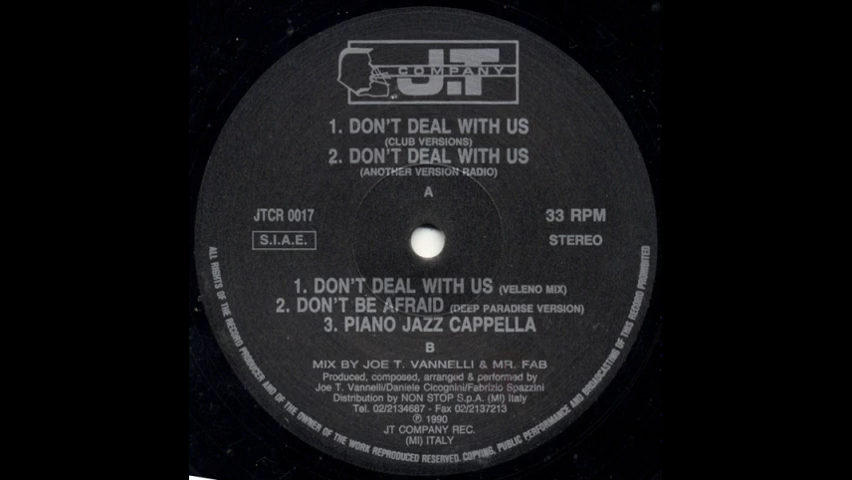 J.T
COMPANY
1. DON'T DEAL WITH US
(CLUB VERSIONS)
2. DON'T DEAL WITH US
(ANOTHER VERSION RADIO)
A
JTCR 0017
33 RPM
S.I.A.E.
STEREO
1. DON'T DEAL WITH US (VELENO MIX)
2. DON'T BE AFRAID (DEEP PARADISE VERSION)
3. PIANO JAZZ CAPPELLA
B
MIX BY JOE T. VANNELLI & MR. FAB
Produced, composed, arranged & performed by
Joe T. Vannelli/Daniele Cicognini/Fabrizio Spazzini
Distribution by NON STOP S.p.A. (MI) Italy
Tel. 02/2134687 - Fax 02/2137213
℗ 1990
JT COMPANY REC.
(MI) ITALY
ALL RIGHTS OF THE RECORD PRODUCER AND OF THE OWNER OF THE WORK REPRODUCED RESERVED. COPYING, PUBLIC PERFORMANCE AND BROADCASTING OF THIS RECORD PROHIBITED